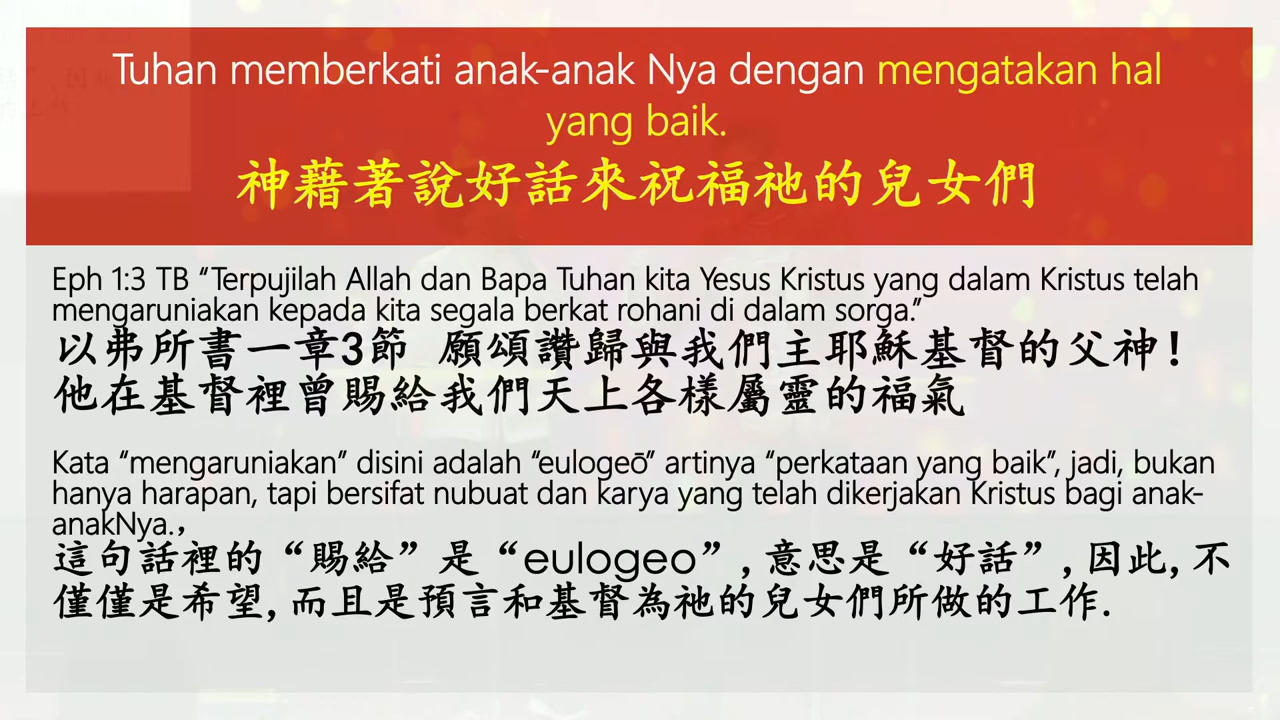 Tuhan memberkati anak-anak Nya dengan mengatakan hal
yang baik.
神藉著說好話來祝福祂的兒女們
Eph 1:3 TB “Terpujilah Allah dan Bapa Tuhan kita Yesus Kristus yang dalam Kristus telah
mengaruniakan kepada kita segala berkat rohani di dalam sorga.”
以弗所書一章3節 願頌讚歸與我們主耶穌基督的父神！
他在基督裡曾賜給我們天上各樣屬靈的福氣
Kata “mengaruniakan” disini adalah “eulogeō” artinya “perkataan yang baik”, jadi, bukan
hanya harapan, tapi bersifat nubuat dan karya yang telah dikerjakan Kristus bagi anak-
anakNya.，
這句話裡的“賜給”是“eulogeo”, 意思是“好話”, 因此, 不
僅僅是希望, 而且是預言和基督為祂的兒女們所做的工作.